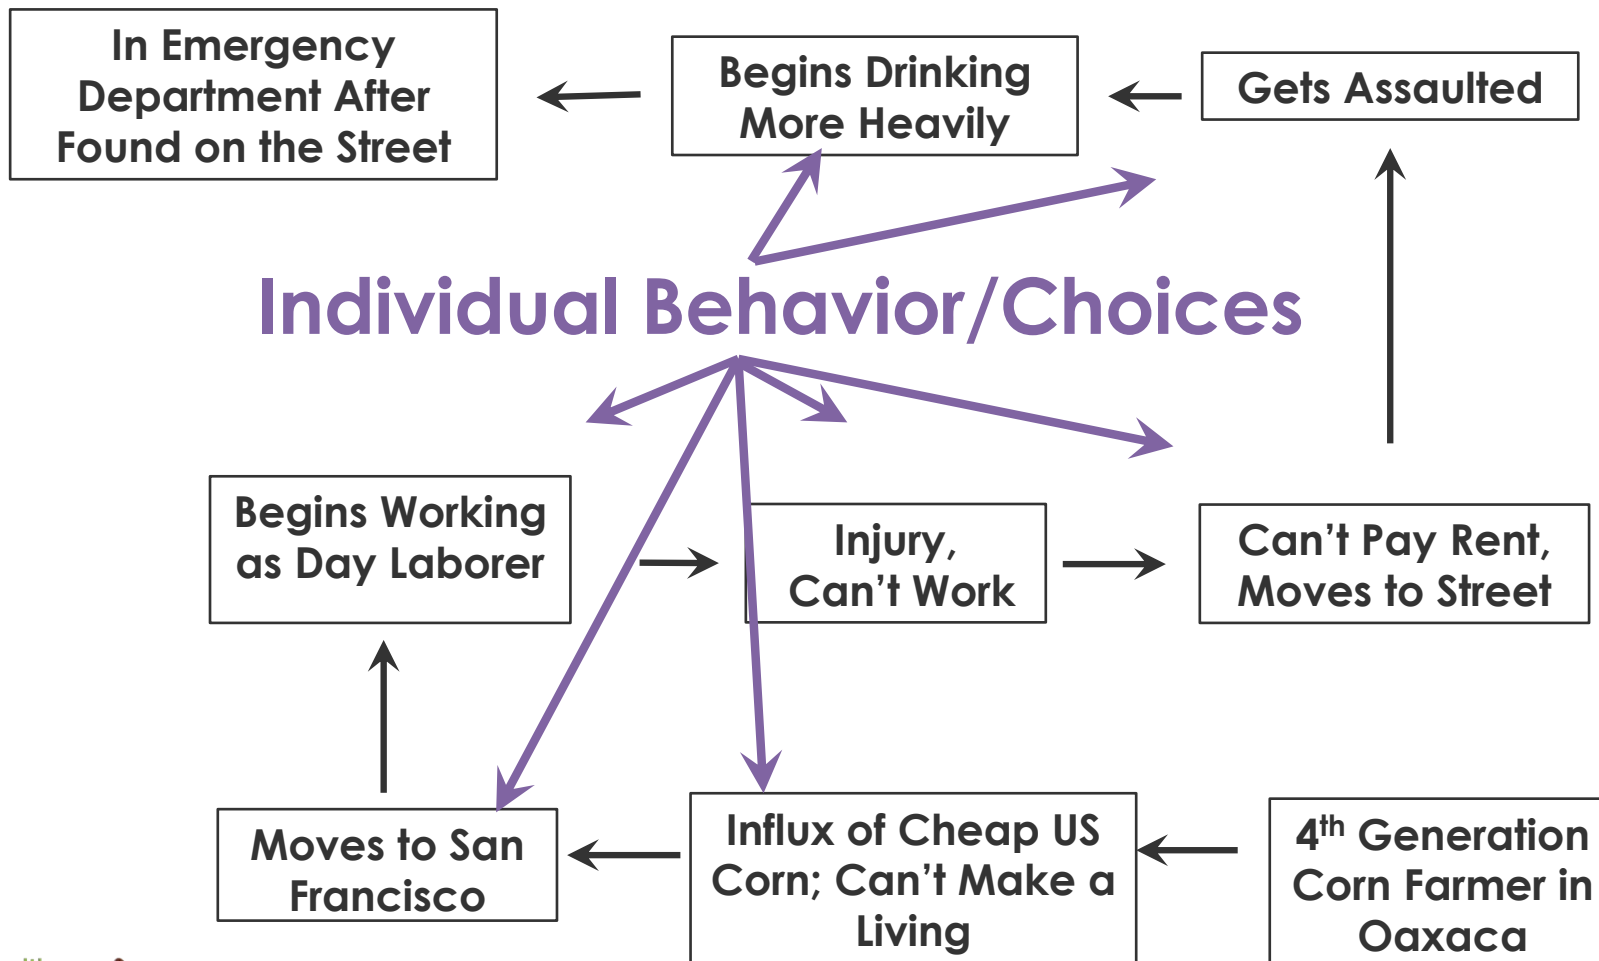 In Emergency
Department After
Found on the Street
Begins Drinking
More Heavily
Gets Assaulted
Individual Behavior/Choices
Begins Working
as Day Laborer
Injury,
Can’t Work
Can’t Pay Rent,
Moves to Street
Moves to San
Francisco
Influx of Cheap US
Corn; Can’t Make a
Living
4th Generation
Corn Farmer in
Oaxaca